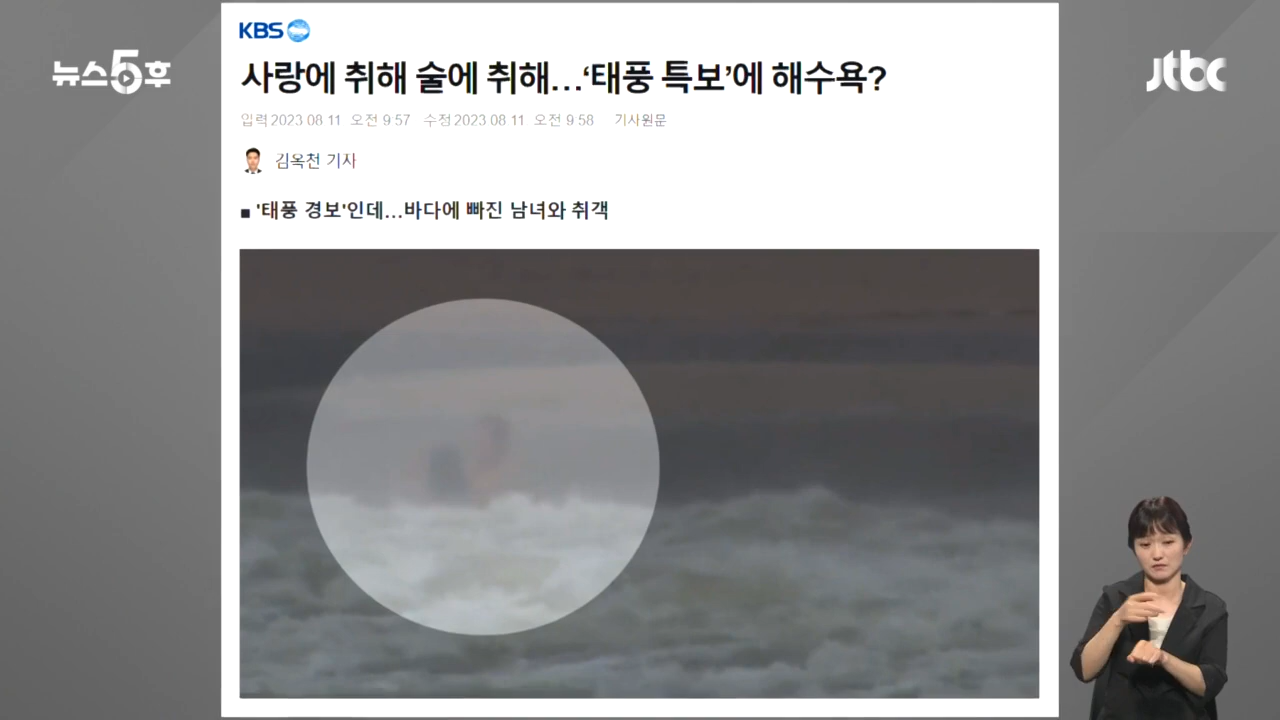 뉴스5후
jtbc
KBS
사랑에 취해 술에 취해…‘태풍 특보’에 해수욕?
입력 2023 08 11 오전 9 57 수정 2023 08 11 오전 9 58 기사원문
김옥천 기자
■ '태풍 경보'인데…바다에 빠진 남녀와 취객